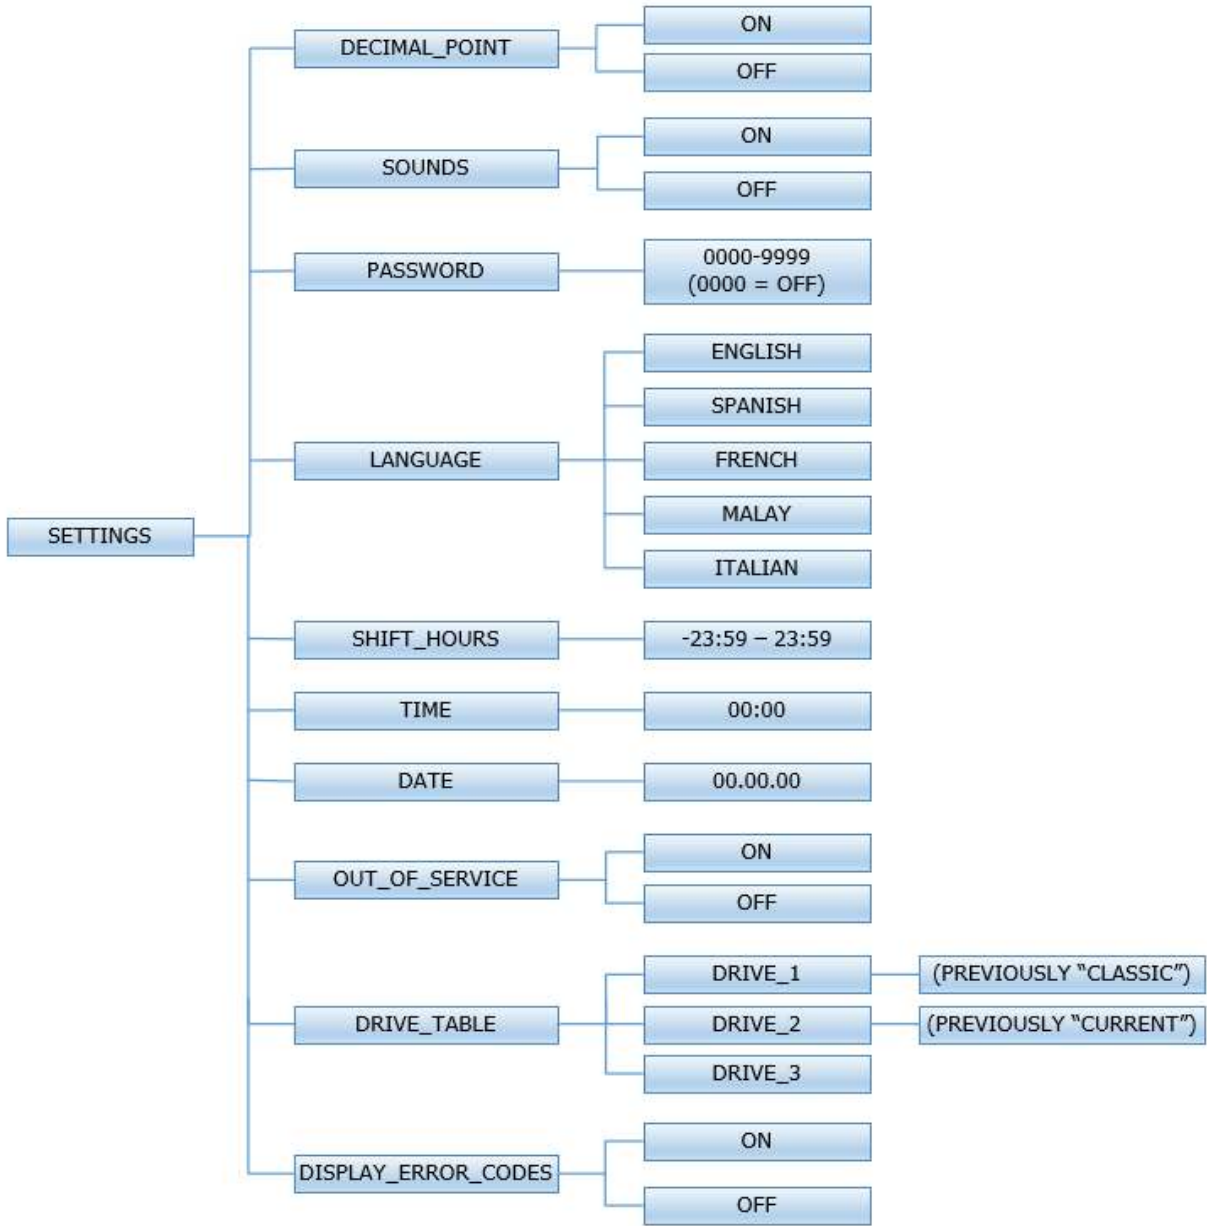 SETTINGS
DECIMAL_POINT
ON
OFF
SOUNDS
ON
OFF
PASSWORD
0000-9999
(0000 = OFF)
LANGUAGE
ENGLISH
SPANISH
FRENCH
MALAY
ITALIAN
SHIFT_HOURS
-23:59 – 23:59
TIME
00:00
DATE
00.00.00
OUT_OF_SERVICE
ON
OFF
DRIVE_TABLE
DRIVE_1
(PREVIOUSLY “CLASSIC”)
DRIVE_2
(PREVIOUSLY “CURRENT”)
DRIVE_3
DISPLAY_ERROR_CODES
ON
OFF